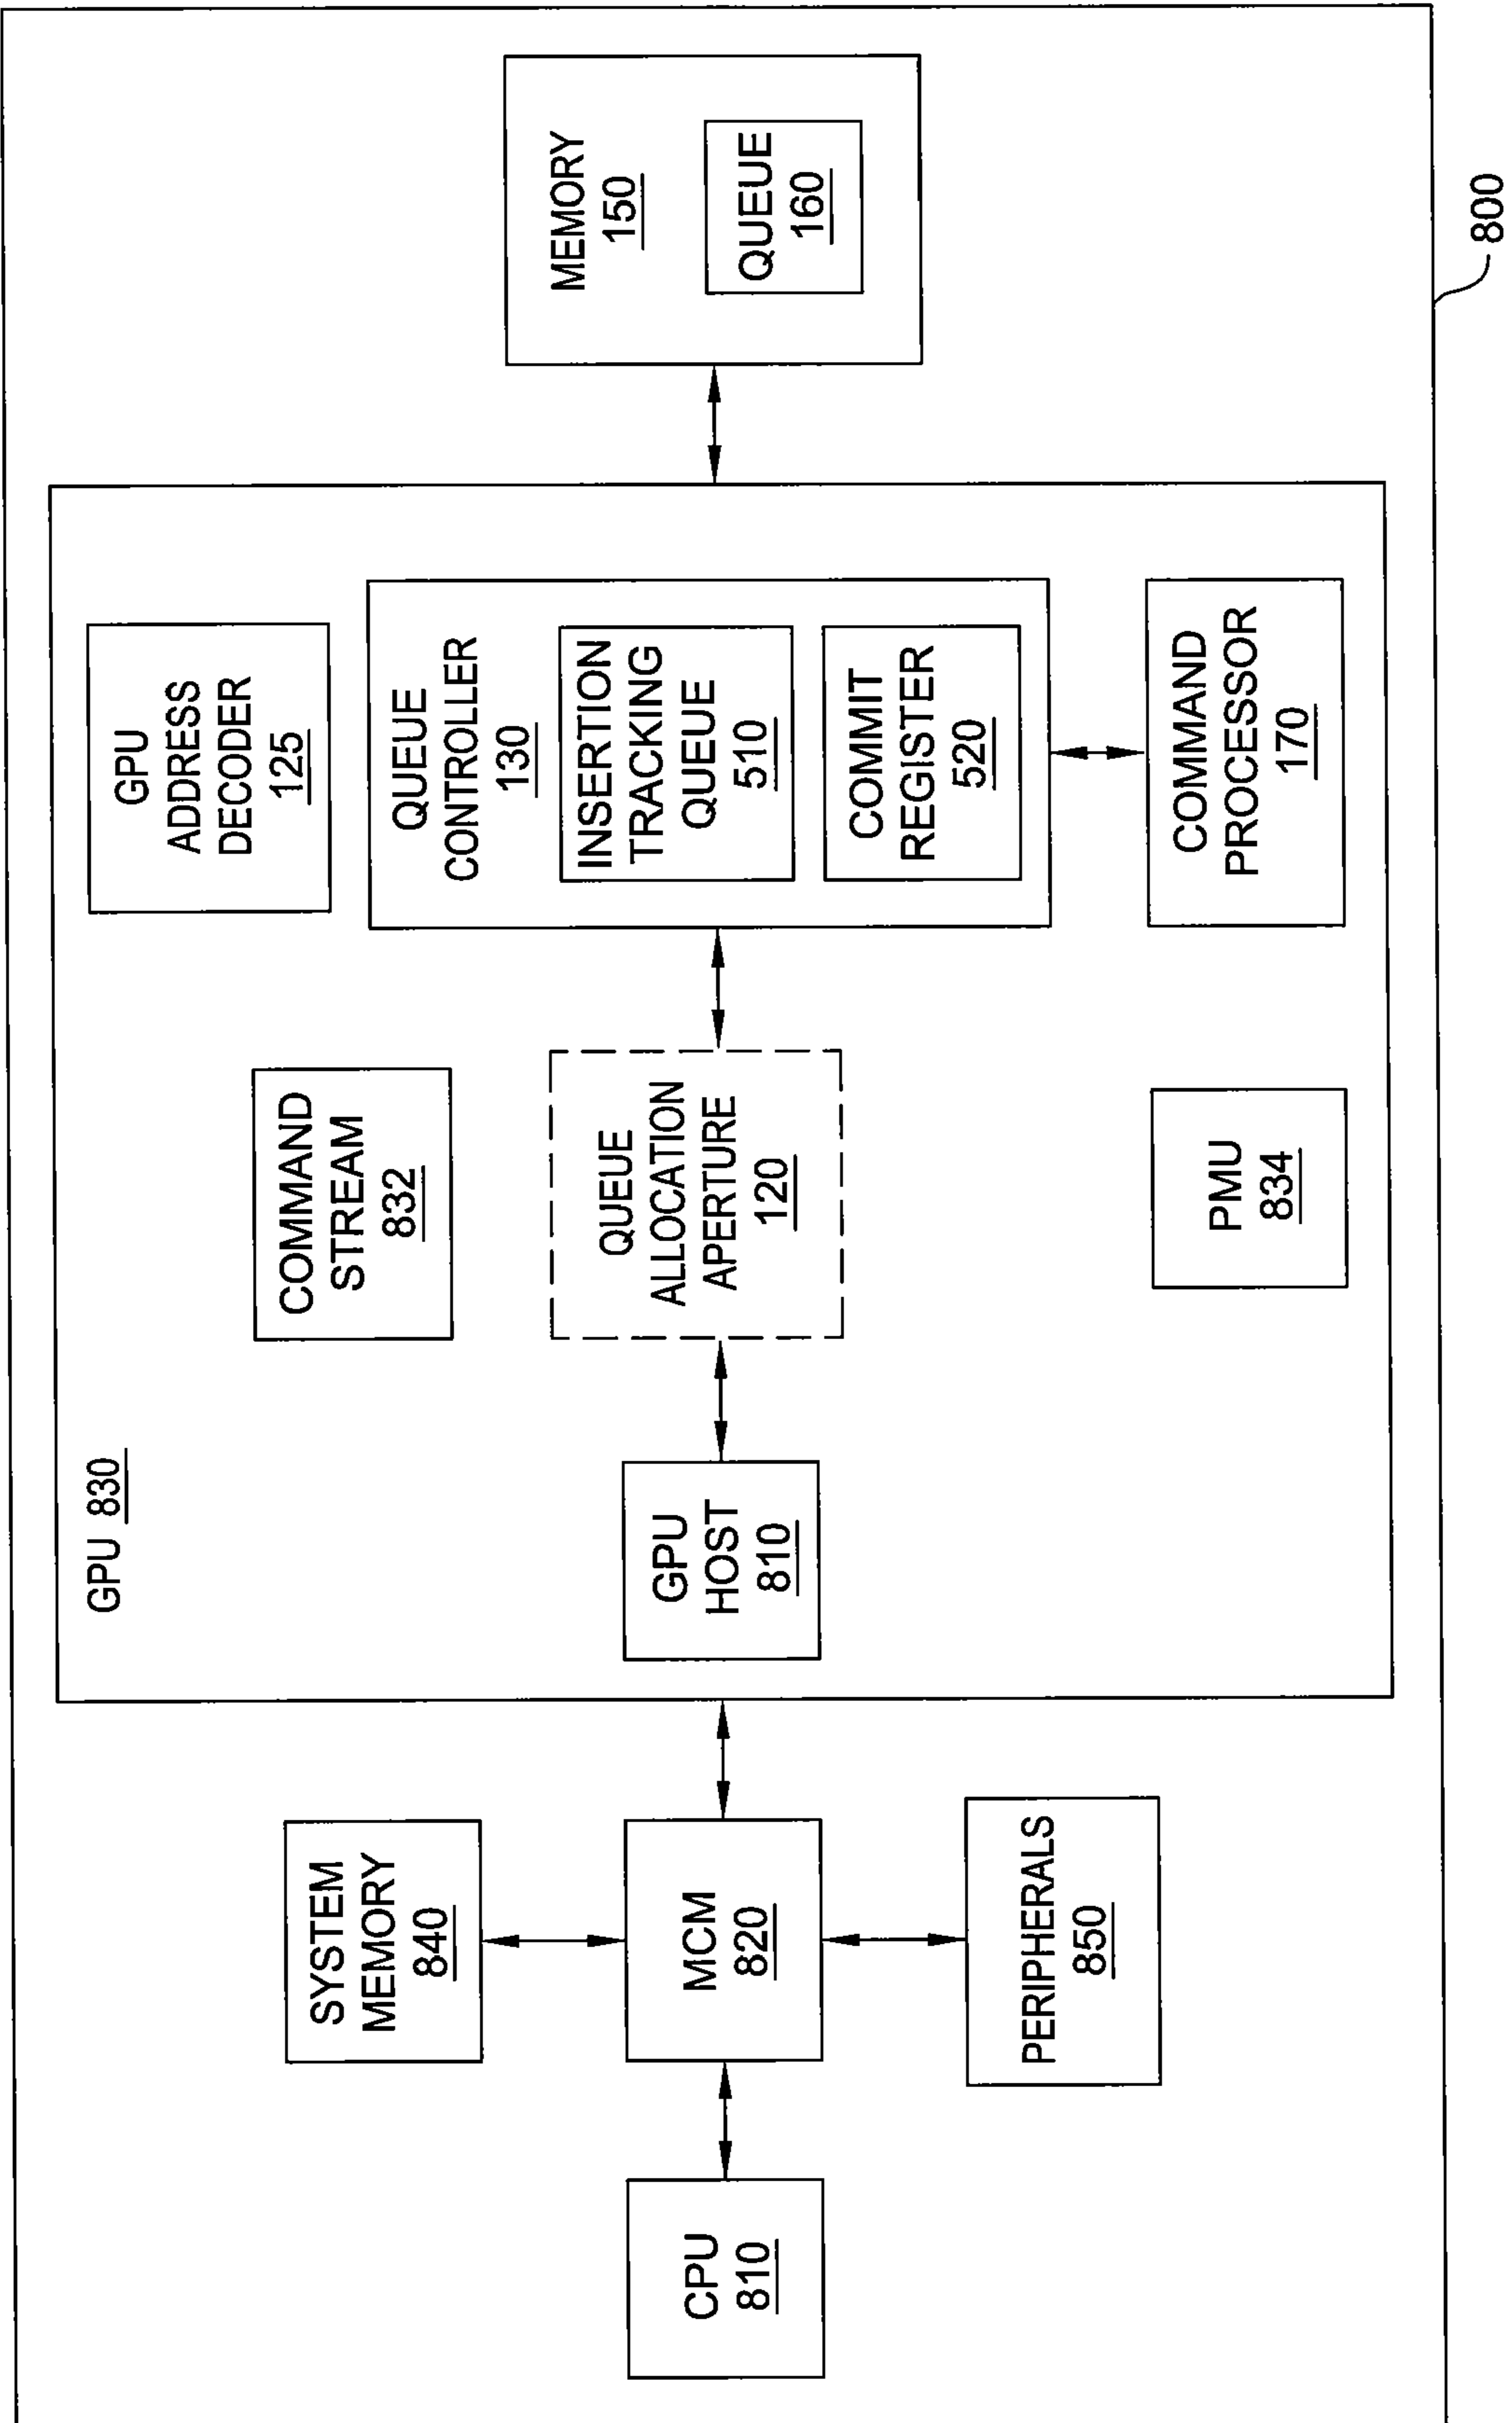 CPU
810
SYSTEM
MEMORY
840
MCM
820
PERIPHERALS
850
GPU 830
GPU
HOST
810
COMMAND
STREAM
832
QUEUE
ALLOCATION
APERTURE
120
PMU
834
GPU
ADDRESS
DECODER
125
QUEUE
CONTROLLER
130
INSERTION
TRACKING
QUEUE
510
COMMIT
REGISTER
520
COMMAND
PROCESSOR
170
MEMORY
150
QUEUE
160
800